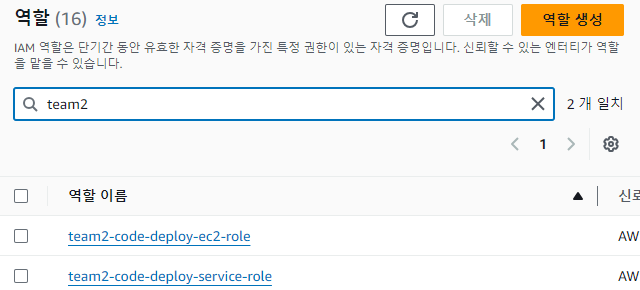 역할 (16) 정보
삭제
역할 생성
IAM 역할은 단기간 동안 유효한 자격 증명을 가진 특정 권한이 있는 자격 증명입니다. 신뢰할 수 있는 엔터티가 역할
을 맡을 수 있습니다.
team2
2 개 일치
1
역할 이름
신뢰
team2-code-deploy-ec2-role
AW
team2-code-deploy-service-role
AW